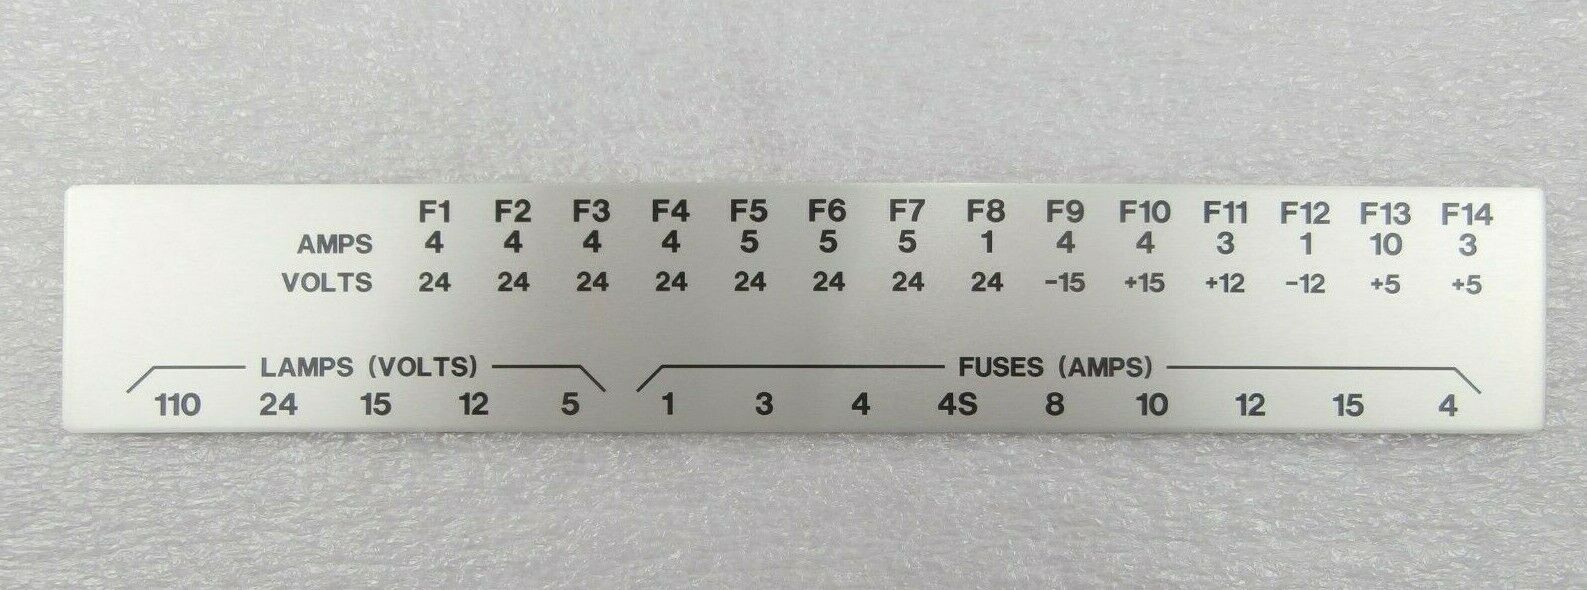 F1 F2 F3 F4 F5 F6 F7 F8 F9 F10 F11 F12 F13 F14
AMPS 4 4 4 4 5 5 5 1 4 4 3 1 10 3
VOLTS 24 24 24 24 24 24 24 24 -15 +15 +12 -12 +5 +5
LAMPS (VOLTS) FUSES (AMPS)
110 24 15 12 5 1 3 4 4S 8 10 12 15 4